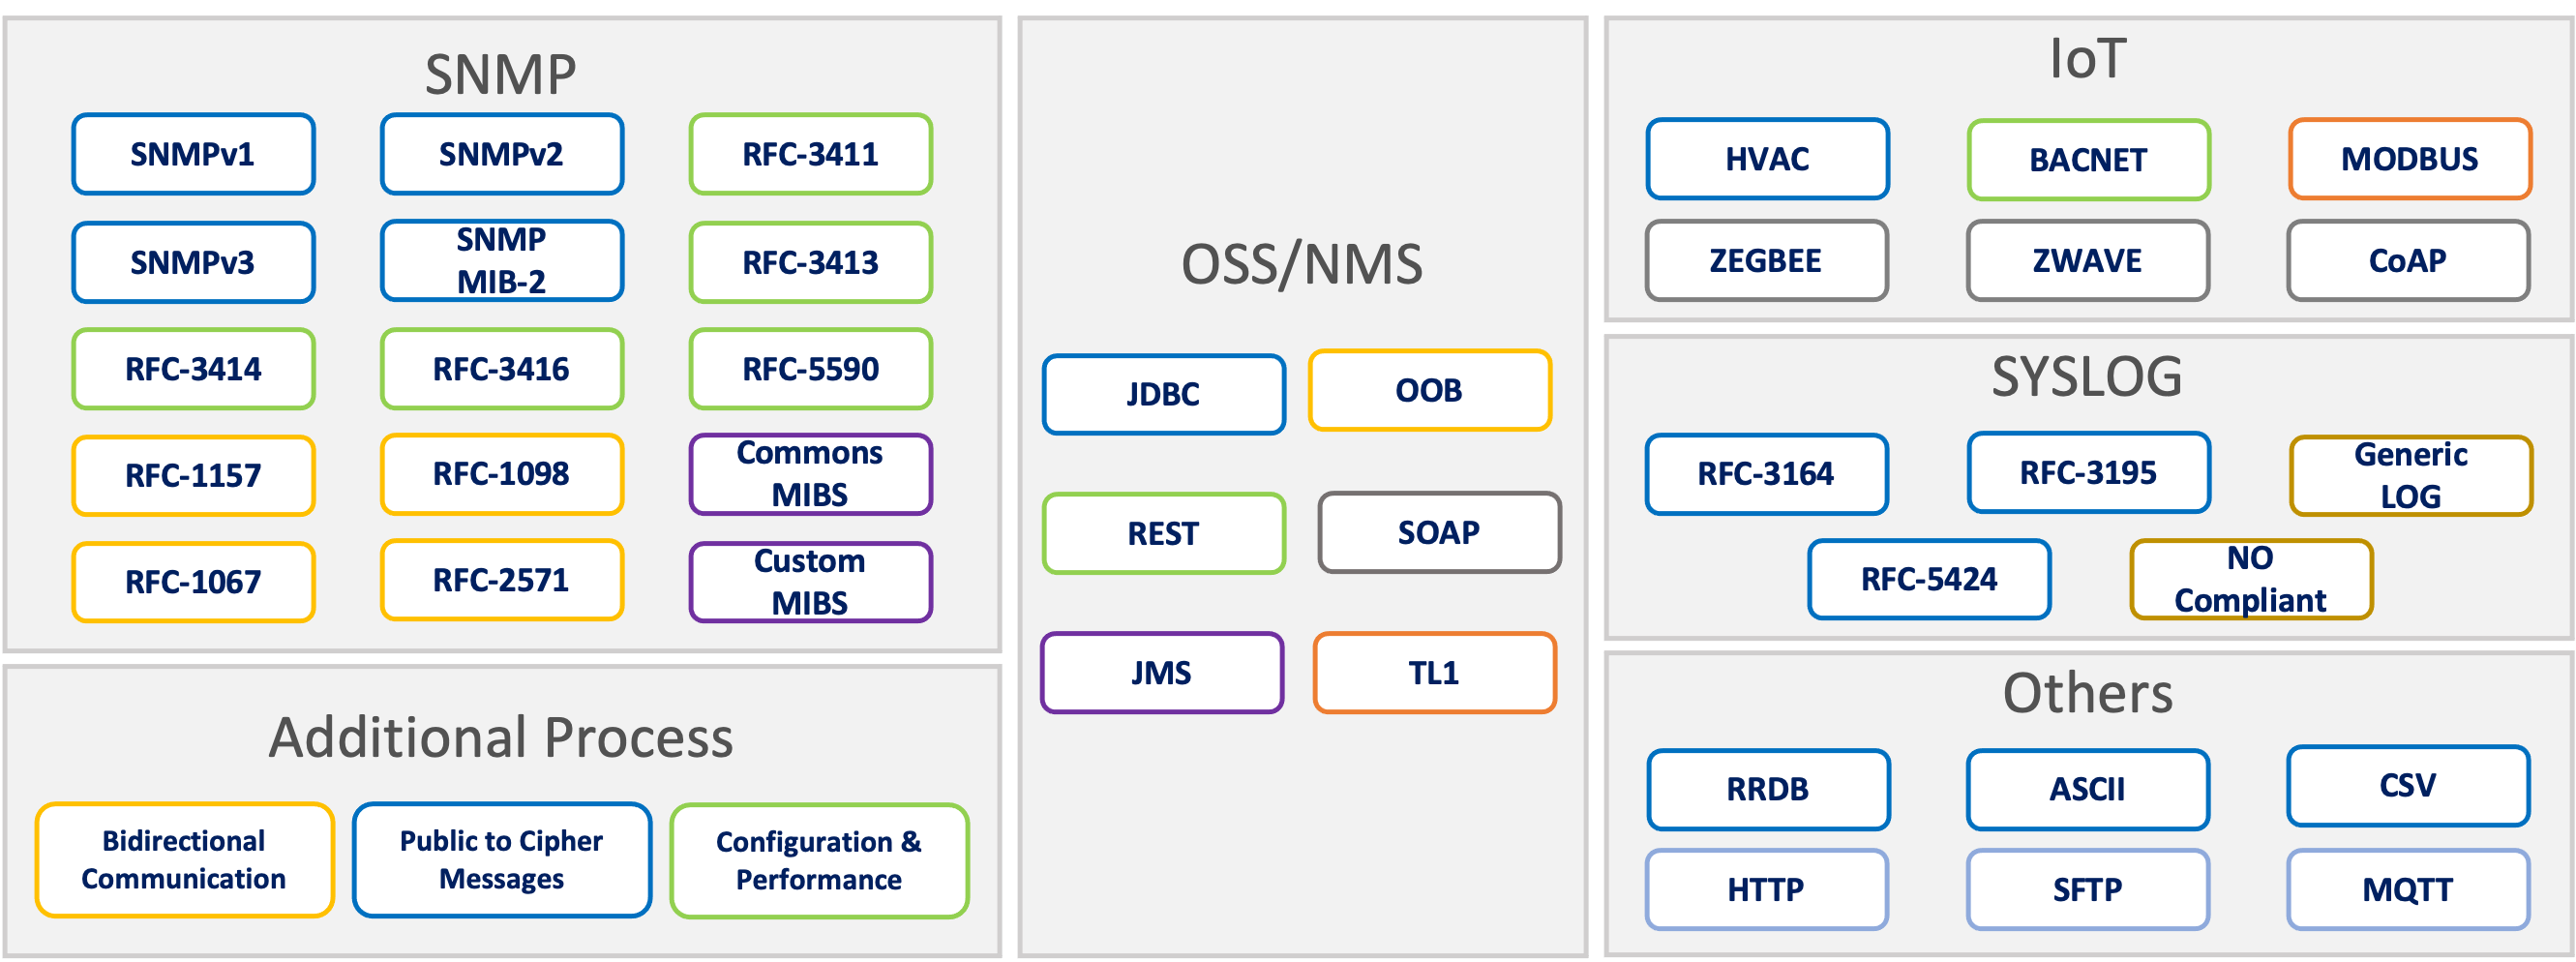 SNMP
SNMPv1
SNMPv2
RFC-3411
SNMPv3
SNMP
MIB-2
RFC-3413
RFC-3414
RFC-3416
RFC-5590
RFC-1157
RFC-1098
Commons
MIBS
RFC-1067
RFC-2571
Custom
MIBS
Additional Process
Bidirectional
Communication
Public to Cipher
Messages
Configuration &
Performance
OSS/NMS
JDBC
OOB
REST
SOAP
JMS
TL1
IoT
HVAC
BACNET
MODBUS
ZEGBEE
ZWAVE
CoAP
SYSLOG
RFC-3164
RFC-3195
Generic
LOG
RFC-5424
NO
Compliant
Others
RRDB
ASCII
CSV
HTTP
SFTP
MQTT